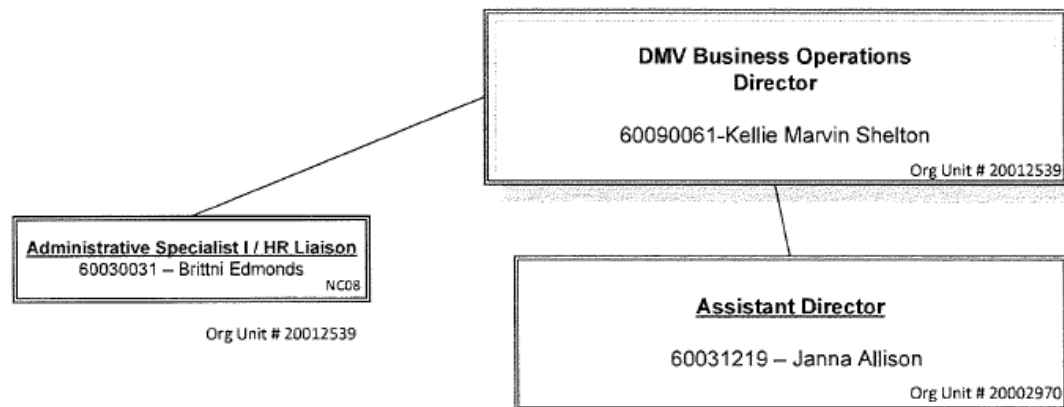 DMV Business Operations
Director
60090061-Kellie Marvin Shelton
Org Unit # 20012539
Administrative Specialist I / HR Liaison
60030031 – Brittni Edmonds
NC08
Org Unit # 20012539
Assistant Director
60031219 – Janna Allison
Org Unit # 20002970